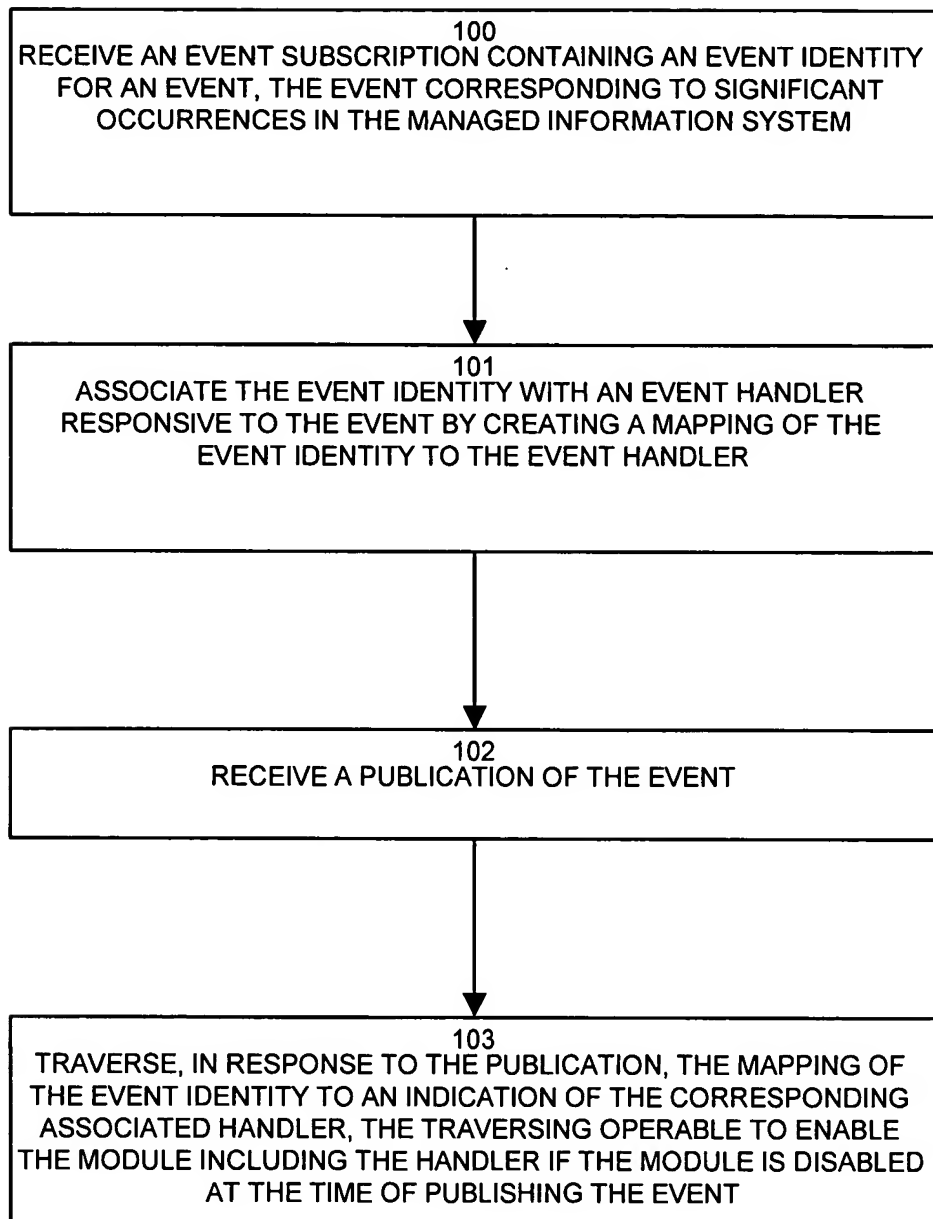 100
RECEIVE AN EVENT SUBSCRIPTION CONTAINING AN EVENT IDENTITY
FOR AN EVENT, THE EVENT CORRESPONDING TO SIGNIFICANT
OCCURRENCES IN THE MANAGED INFORMATION SYSTEM
101
ASSOCIATE THE EVENT IDENTITY WITH AN EVENT HANDLER
RESPONSIVE TO THE EVENT BY CREATING A MAPPING OF THE
EVENT IDENTITY TO THE EVENT HANDLER
102
RECEIVE A PUBLICATION OF THE EVENT
103
TRAVERSE, IN RESPONSE TO THE PUBLICATION, THE MAPPING OF
THE EVENT IDENTITY TO AN INDICATION OF THE CORRESPONDING
ASSOCIATED HANDLER, THE TRAVERSING OPERABLE TO ENABLE
THE MODULE INCLUDING THE HANDLER IF THE MODULE IS DISABLED
AT THE TIME OF PUBLISHING THE EVENT